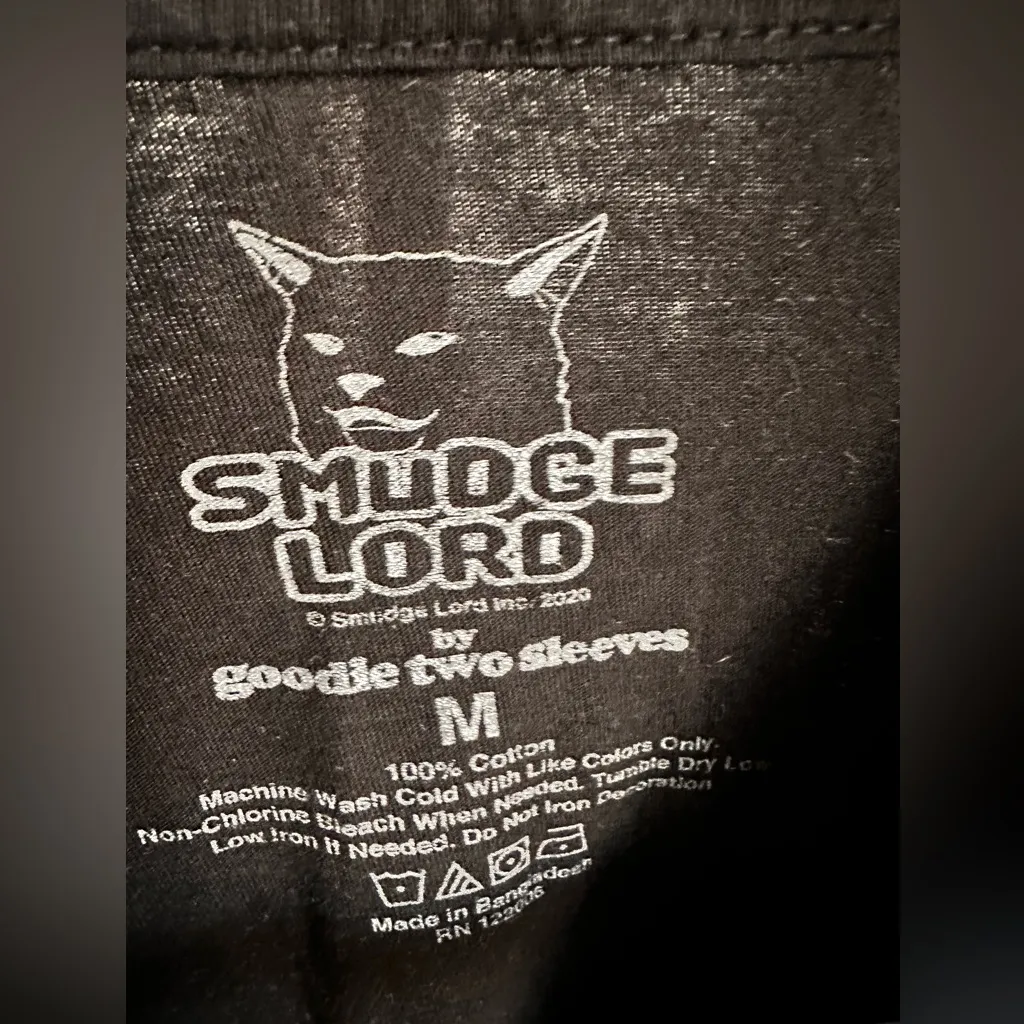 SMUDGE
LORD
© Smudge Lord Inc. 2020
by
goodie two sleeves
M
100% Cotton
Machine Wash Cold With Like Colors Only.
Non-Chlorine Bleach When Needed. Tumble Dry Low
Low Iron If Needed. Do Not Iron Decoration
Made in Bangladesh
RN